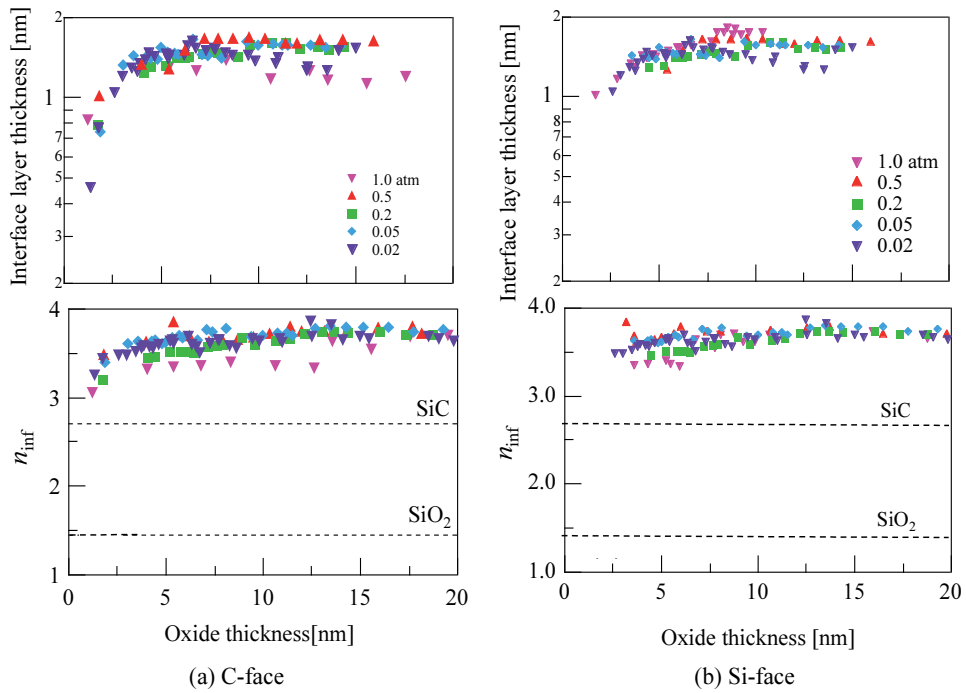 Interface layer thickness [nm]
2
1
8
7
6
5
4
3
2
1.0 atm
0.5
0.2
0.05
0.02
Interface layer thickness [nm]
2
1
8
7
6
5
4
3
2
1.0 atm
0.5
0.2
0.05
0.02
n_inf
4
3
2
1
SiC
SiO₂
0 5 10 15 20
Oxide thickness[nm]
(a) C-face
n_inf
4.0
3.0
2.0
1.0
SiC
SiO₂
0 5 10 15 20
Oxide thickness [nm]
(b) Si-face